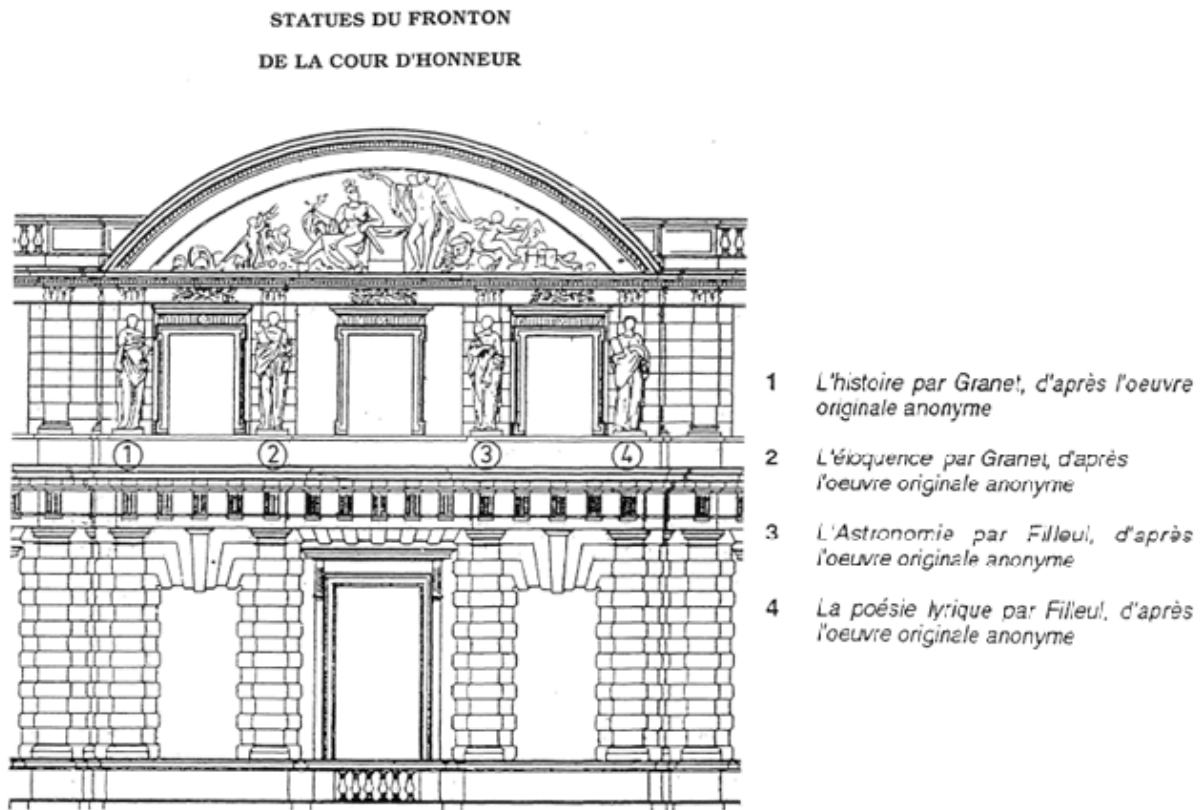 STATUES DU FRONTON
DE LA COUR D'HONNEUR
1 L'histoire par Granet, d'après l'oeuvre
originale anonyme
2 L'éloquence par Granet, d'après
l'oeuvre originale anonyme
3 L'Astronomie par Filleul, d'après
l'oeuvre originale anonyme
4 La poésie lyrique par Filleul, d'après
l'oeuvre originale anonyme
1 2 3 4